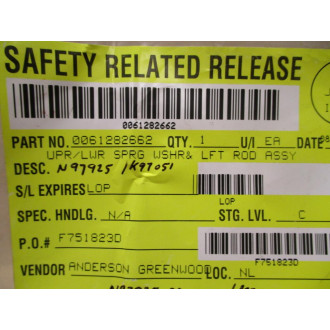 SAFETY RELATED RELEASE
0061282662
PART NO. 0061282662 QTY. 1 U/I EA DATE
UPR/LWR SPRG WSHR& LFT ROD ASSY
DESC. N97925 /K97051
S/L EXPIRES LOP
LOP
SPEC. HNDLG. N/A STG. LVL. C
P.O.# F751823D
F751823D
VENDOR ANDERSON GREENWOOD LOC. NL